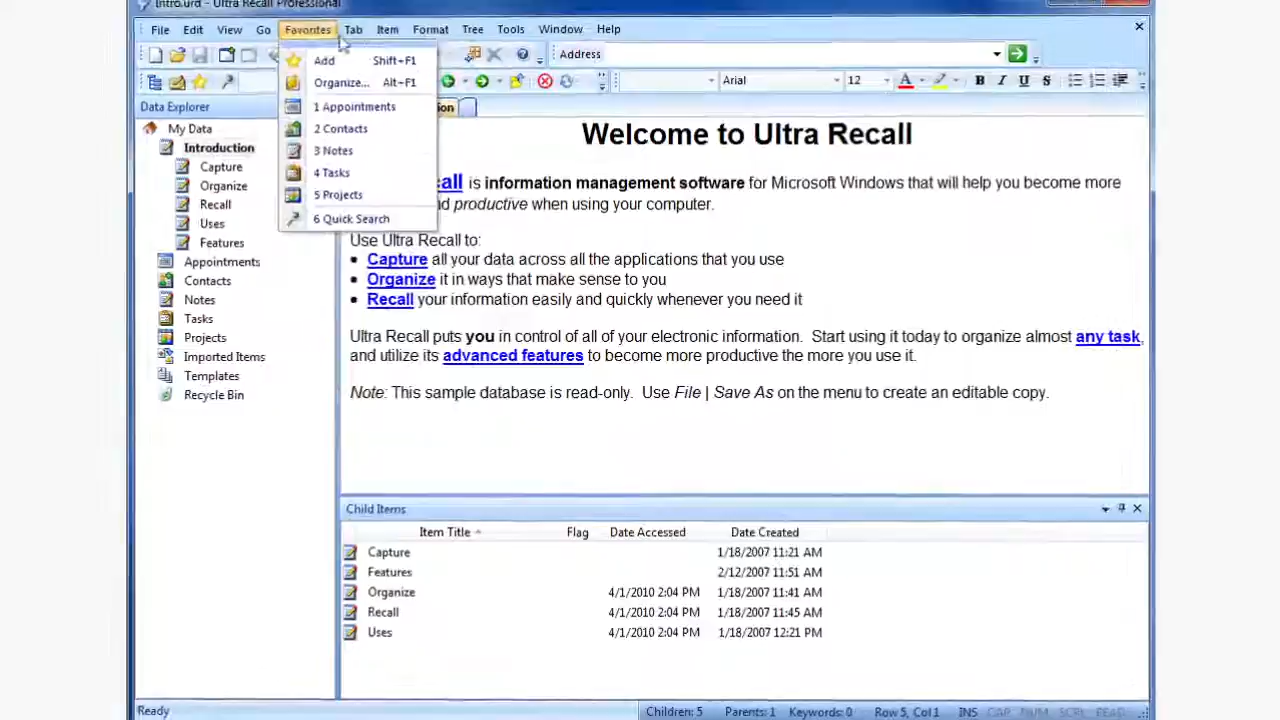 Intro.urd - Ultra Recall Professional
File Edit View Go Favorites Tab Item Format Tree Tools Window Help
Address
Arial 12 A B I U S
Add Shift+F1
Organize... Alt+F1
1 Appointments
2 Contacts
3 Notes
4 Tasks
5 Projects
6 Quick Search
Data Explorer
My Data
Introduction
Capture
Organize
Recall
Uses
Features
Appointments
Contacts
Notes
Tasks
Projects
Imported Items
Templates
Recycle Bin
Welcome to Ultra Recall
is information management software for Microsoft Windows that will help you become more
productive when using your computer.
Use Ultra Recall to:
• Capture all your data across all the applications that you use
• Organize it in ways that make sense to you
• Recall your information easily and quickly whenever you need it
Ultra Recall puts you in control of all of your electronic information. Start using it today to organize almost any task,
and utilize its advanced features to become more productive the more you use it.
Note: This sample database is read-only. Use File | Save As on the menu to create an editable copy.
Child Items
Item Title Flag Date Accessed Date Created
Capture 1/18/2007 11:21 AM
Features 2/12/2007 11:51 AM
Organize 4/1/2010 2:04 PM 1/18/2007 11:41 AM
Recall 4/1/2010 2:04 PM 1/18/2007 11:45 AM
Uses 4/1/2010 2:04 PM 1/18/2007 12:21 PM
Ready Children: 5 Parents: 1 Keywords: 0 Row 5, Col 1 INS CAP NUM SCRL READ